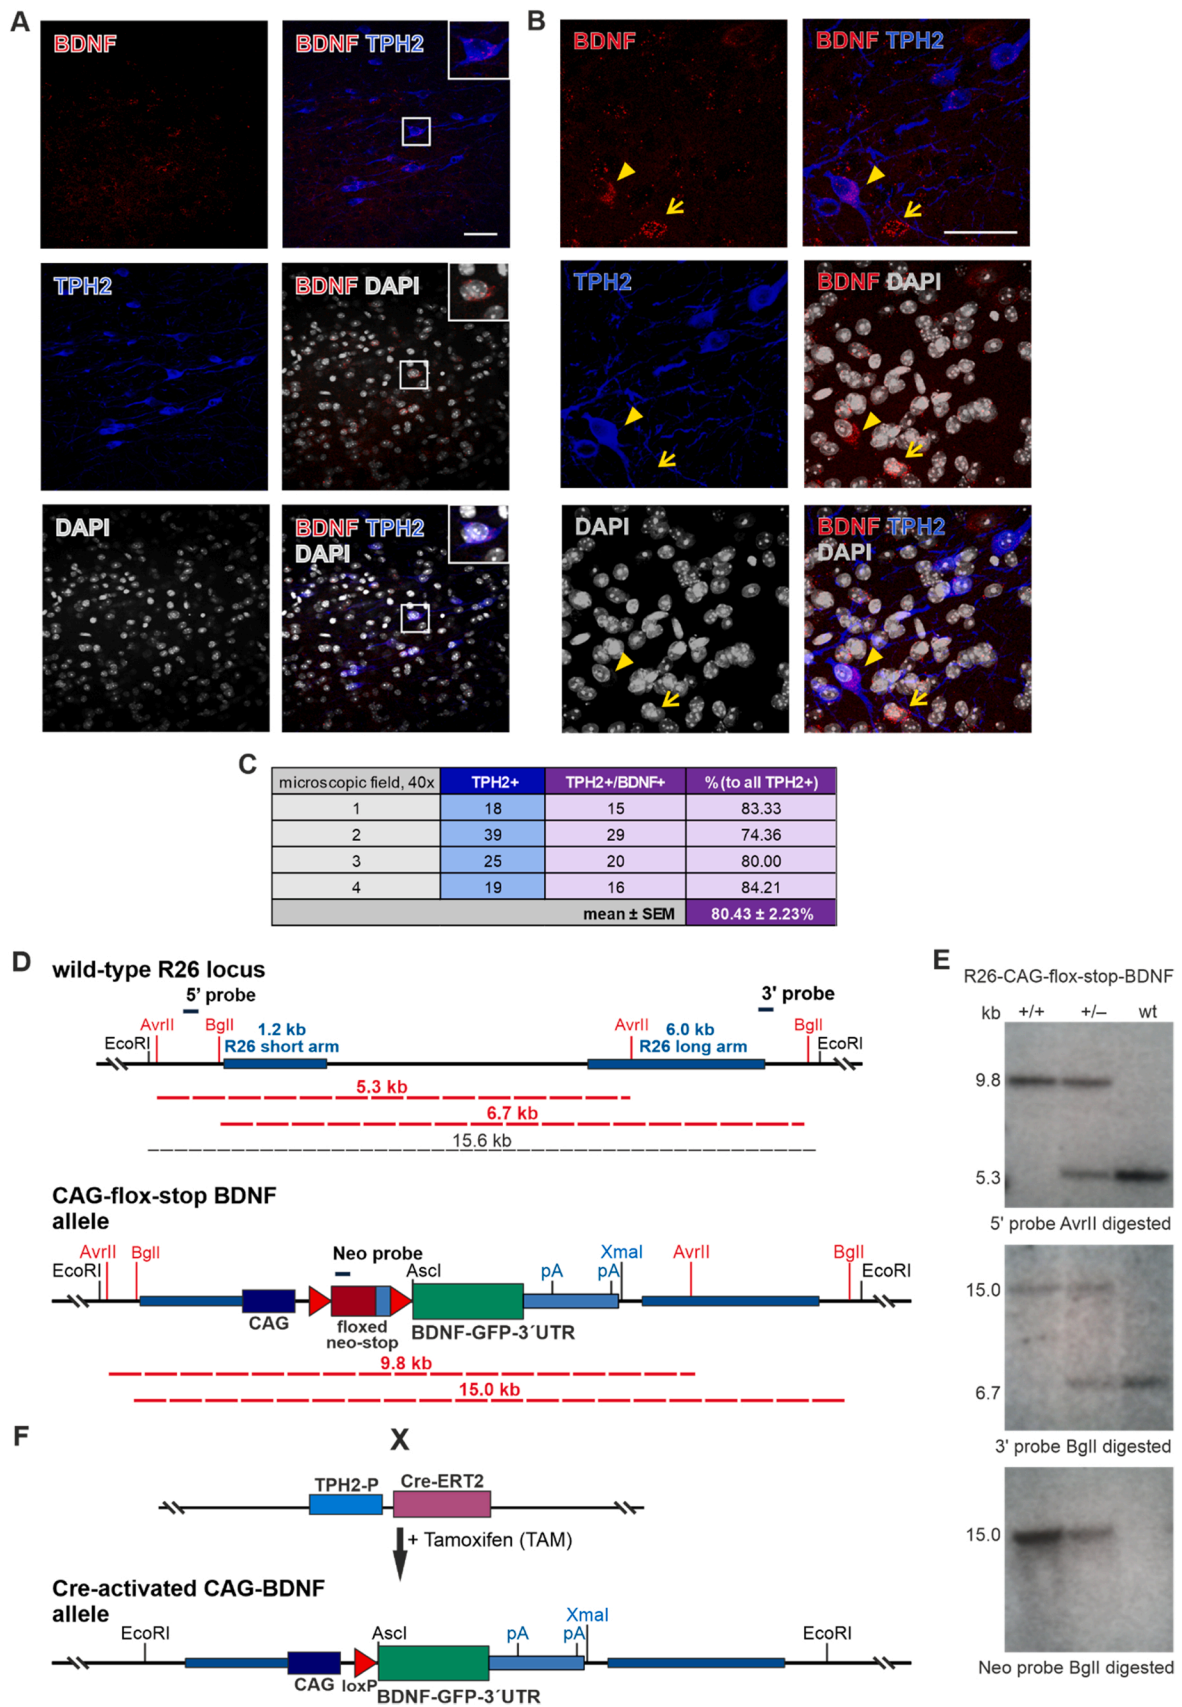 A
BDNF
BDNF TPH2
TPH2
BDNF DAPI
DAPI
BDNF TPH2
DAPI
B
BDNF
BDNF TPH2
TPH2
BDNF DAPI
DAPI
BDNF TPH2
DAPI
C
microscopic field, 40x TPH2+ TPH2+/BDNF+ % (to all TPH2+)
1 18 15 83.33
2 39 29 74.36
3 25 20 80.00
4 19 16 84.21
mean ± SEM 80.43 ± 2.23%
D
wild-type R26 locus
5' probe
3' probe
AvrII BglI 1.2 kb AvrII 6.0 kb BglI
EcoRI R26 short arm R26 long arm EcoRI
5.3 kb
6.7 kb
15.6 kb
CAG-flox-stop BDNF
allele
Neo probe
XmaI
AvrII BglI AscI pA pA AvrII BglI
EcoRI EcoRI
CAG
floxed
neo-stop
BDNF-GFP-3´UTR
9.8 kb
15.0 kb
E
R26-CAG-flox-stop-BDNF
kb +/+ +/– wt
9.8
5.3
5' probe AvrII digested
15.0
6.7
3' probe BglI digested
15.0
Neo probe BglI digested
F
X
TPH2-P Cre-ERT2
+ Tamoxifen (TAM)
Cre-activated CAG-BDNF
allele
XmaI
EcoRI AscI pA pA EcoRI
CAG loxP
BDNF-GFP-3´UTR